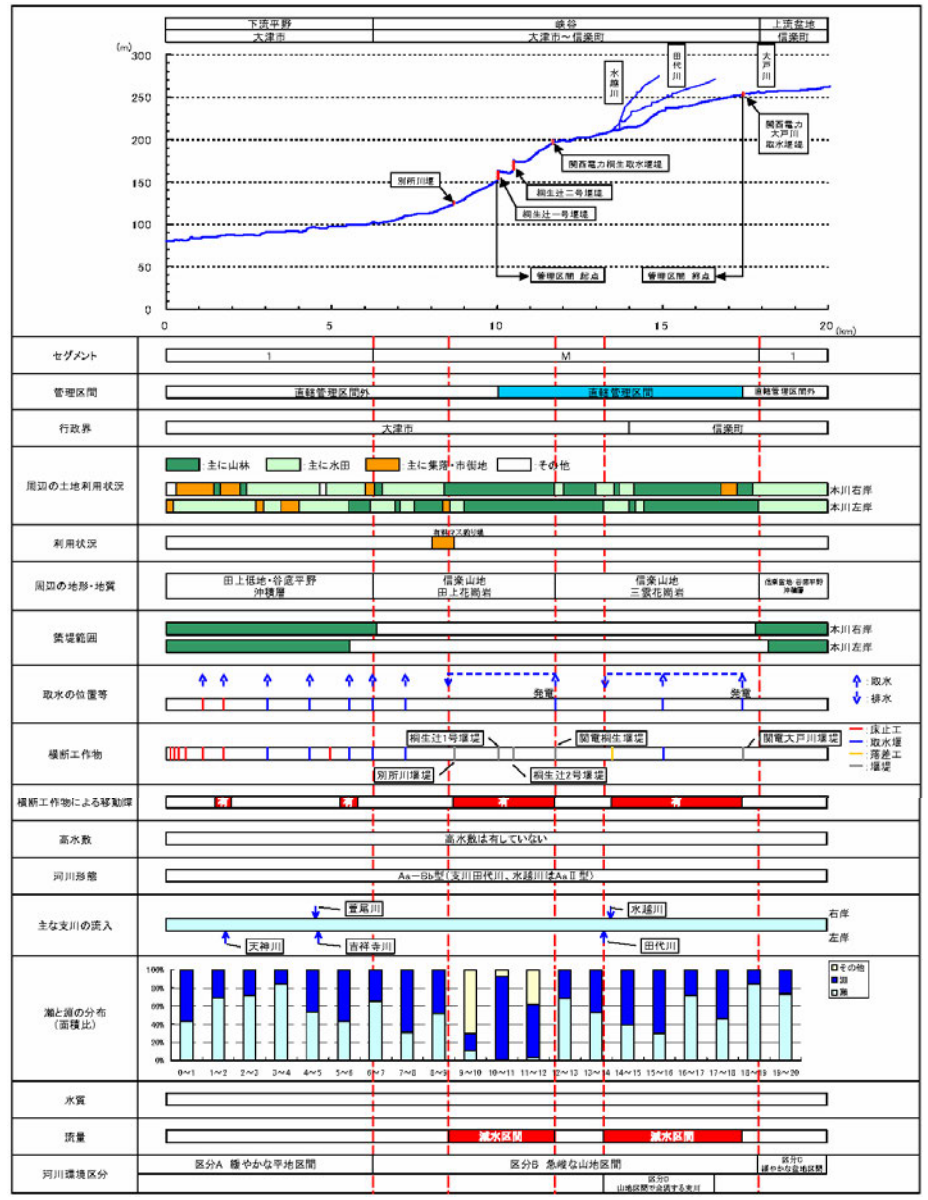 下流平野 峡谷 上流盆地
大津市 大津市～信楽町 信楽町
(m)
300
250
200
150
100
50
0
水越川
田代川
大戸川
関西電力
大戸川
取水堰堤
関西電力桐生取水堰堤
別所川堰
桐生辻二号堰堤
桐生辻一号堰堤
管理区間 起点
管理区間 終点
0 5 10 15 20 (km)
セグメント 1 M 1
管理区間 直轄管理区間外 直轄管理区間 直轄管理区間外
行政界 大津市 信楽町
周辺の土地利用状況
:主に山林 :主に水田 :主に集落・市街地 :その他
本川右岸
本川左岸
利用状況
有料マス釣り場
周辺の地形・地質
田上低地・谷底平野
沖積層
信楽山地
田上花崗岩
信楽山地
三雲花崗岩
信楽盆地・谷底平野
沖積層
築堤範囲
本川右岸
本川左岸
取水の位置等
発電 発電
:取水
:排水
横断工作物
桐生辻1号堰堤 関電桐生堰堤 関電大戸川堰堤
別所川堰堤 桐生辻2号堰堤
床止工
取水堰
落差工
堰堤
横断工作物による移動障 有 有 有 有
高水敷 高水敷は有していない
河川形態 Aa－Bb型(支川田代川、水越川はAaⅡ型)
主な支川の流入
萱尾川 水越川 右岸
天神川 吉祥寺川 田代川 左岸
瀬と淵の分布
(面積比)
100%
80%
60%
40%
20%
0%
0～1 1～2 2～3 3～4 4～5 5～6 6～7 7～8 8～9 9～10 10～11 11～12 12～13 13～14 14～15 15～16 16～17 17～18 18～19 19～20
その他
淵
瀬
水質
流量 減水区間 減水区間
河川環境区分
区分A 緩やかな平地区間
区分B 急峻な山地区間
区分C
緩やかな盆地区間
区分D
山地区間で合流する支川